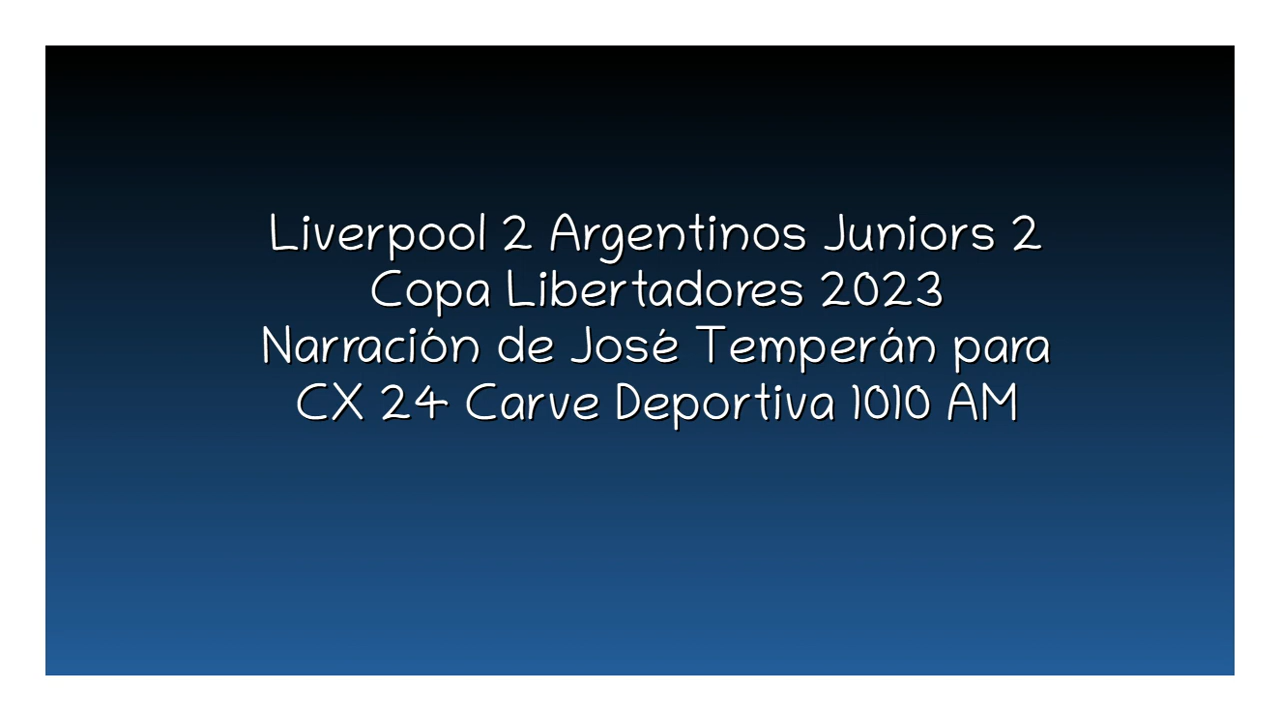 Liverpool 2 Argentinos Juniors 2
Copa Libertadores 2023
Narración de José Temperán para
CX 24 Carve Deportiva 1010 AM